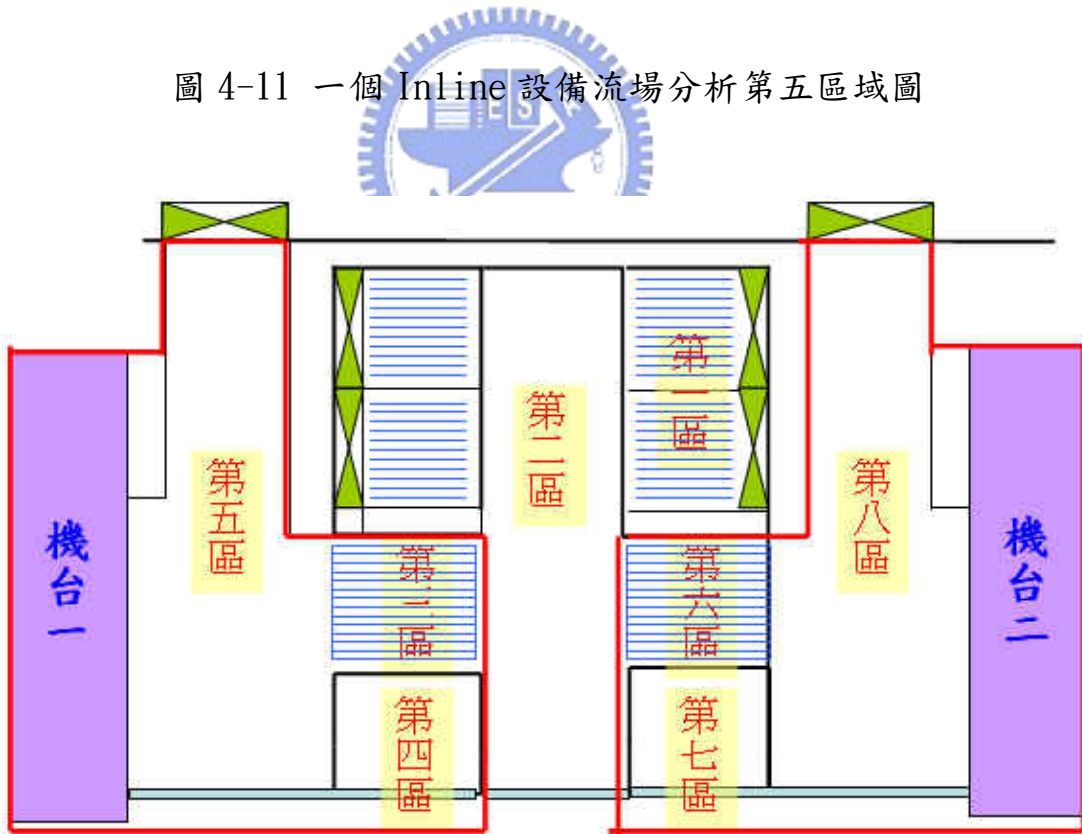 圖 4-11 一個 Inline 設備流場分析第五區域圖
E S
第一區
第二區
第五區
第八區
機台一
機台二
第三區
第六區
第四區
第七區